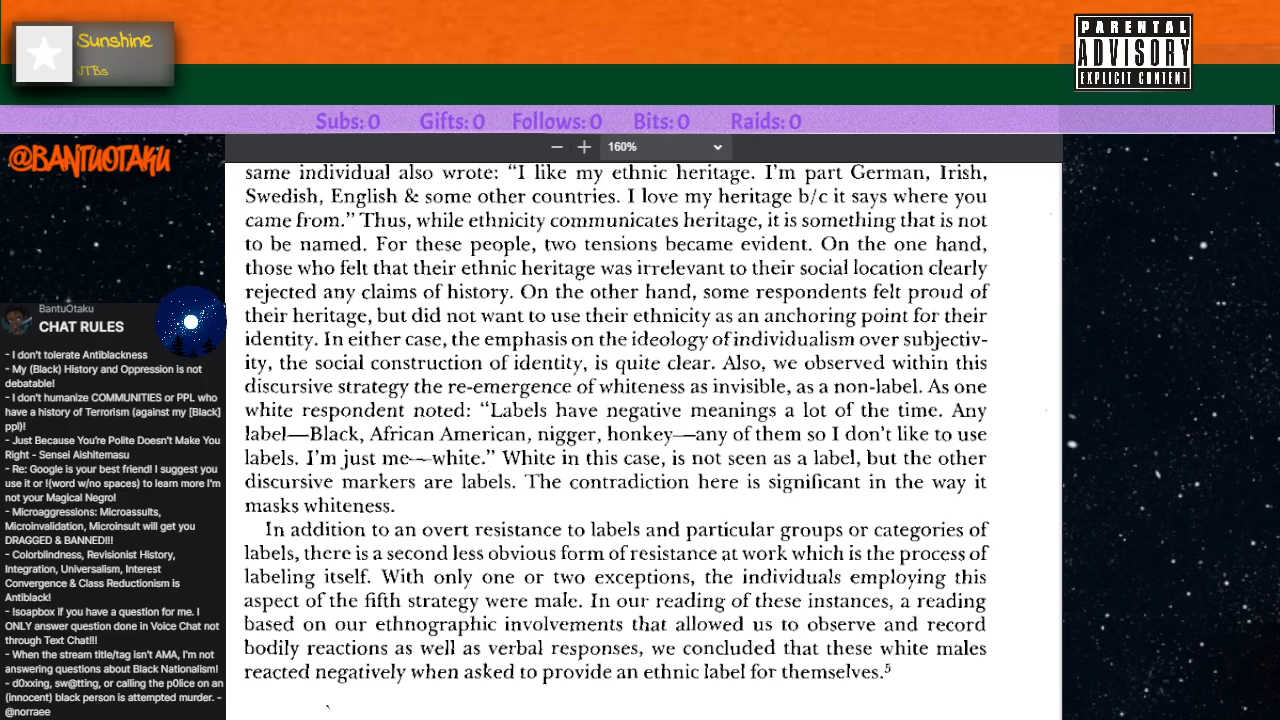 Sunshine
JTBs
PARENTAL
ADVISORY
EXPLICIT CONTENT
Subs: 0 Gifts: 0 Follows: 0 Bits: 0 Raids: 0
@BANTUOTAKU
160%
same individual also wrote: “I like my ethnic heritage. I’m part German, Irish,
Swedish, English & some other countries. I love my heritage b/c it says where you
came from.” Thus, while ethnicity communicates heritage, it is something that is not
to be named. For these people, two tensions became evident. On the one hand,
those who felt that their ethnic heritage was irrelevant to their social location clearly
rejected any claims of history. On the other hand, some respondents felt proud of
their heritage, but did not want to use their ethnicity as an anchoring point for their
identity. In either case, the emphasis on the ideology of individualism over subjectiv-
ity, the social construction of identity, is quite clear. Also, we observed within this
discursive strategy the re-emergence of whiteness as invisible, as a non-label. As one
white respondent noted: “Labels have negative meanings a lot of the time. Any
label—Black, African American, nigger, honkey—any of them so I don’t like to use
labels. I’m just me—white.” White in this case, is not seen as a label, but the other
discursive markers are labels. The contradiction here is significant in the way it
masks whiteness.
In addition to an overt resistance to labels and particular groups or categories of
labels, there is a second less obvious form of resistance at work which is the process of
labeling itself. With only one or two exceptions, the individuals employing this
aspect of the fifth strategy were male. In our reading of these instances, a reading
based on our ethnographic involvements that allowed us to observe and record
bodily reactions as well as verbal responses, we concluded that these white males
reacted negatively when asked to provide an ethnic label for themselves.⁵
BantuOtaku
CHAT RULES
- I don't tolerate Antiblackness
- My (Black) History and Oppression is not
debatable!
- I don't humanize COMMUNITIES or PPL who
have a history of Terrorism (against my [Black]
ppl)!
- Just Because You're Polite Doesn't Make You
Right - Sensei Aishitemasu
- Re: Google is your best friend! I suggest you
use it or !(word w/no spaces) to learn more I'm
not your Magical Negro!
- Microaggressions: Microassults,
Microinvalidation, Microinsult will get you
DRAGGED & BANNED!!!
- Colorblindness, Revisionist History,
Integration, Universalism, Interest
Convergence & Class Reductionism is
Antiblack!
- !soapbox if you have a question for me. I
ONLY answer question done in Voice Chat not
through Text Chat!!!
- When the stream title/tag isn't AMA, I'm not
answering questions about Black Nationalism!
- d0xxing, sw@tting, or calling the p0lice on an
(innocent) black person is attempted murder. -
@norraee